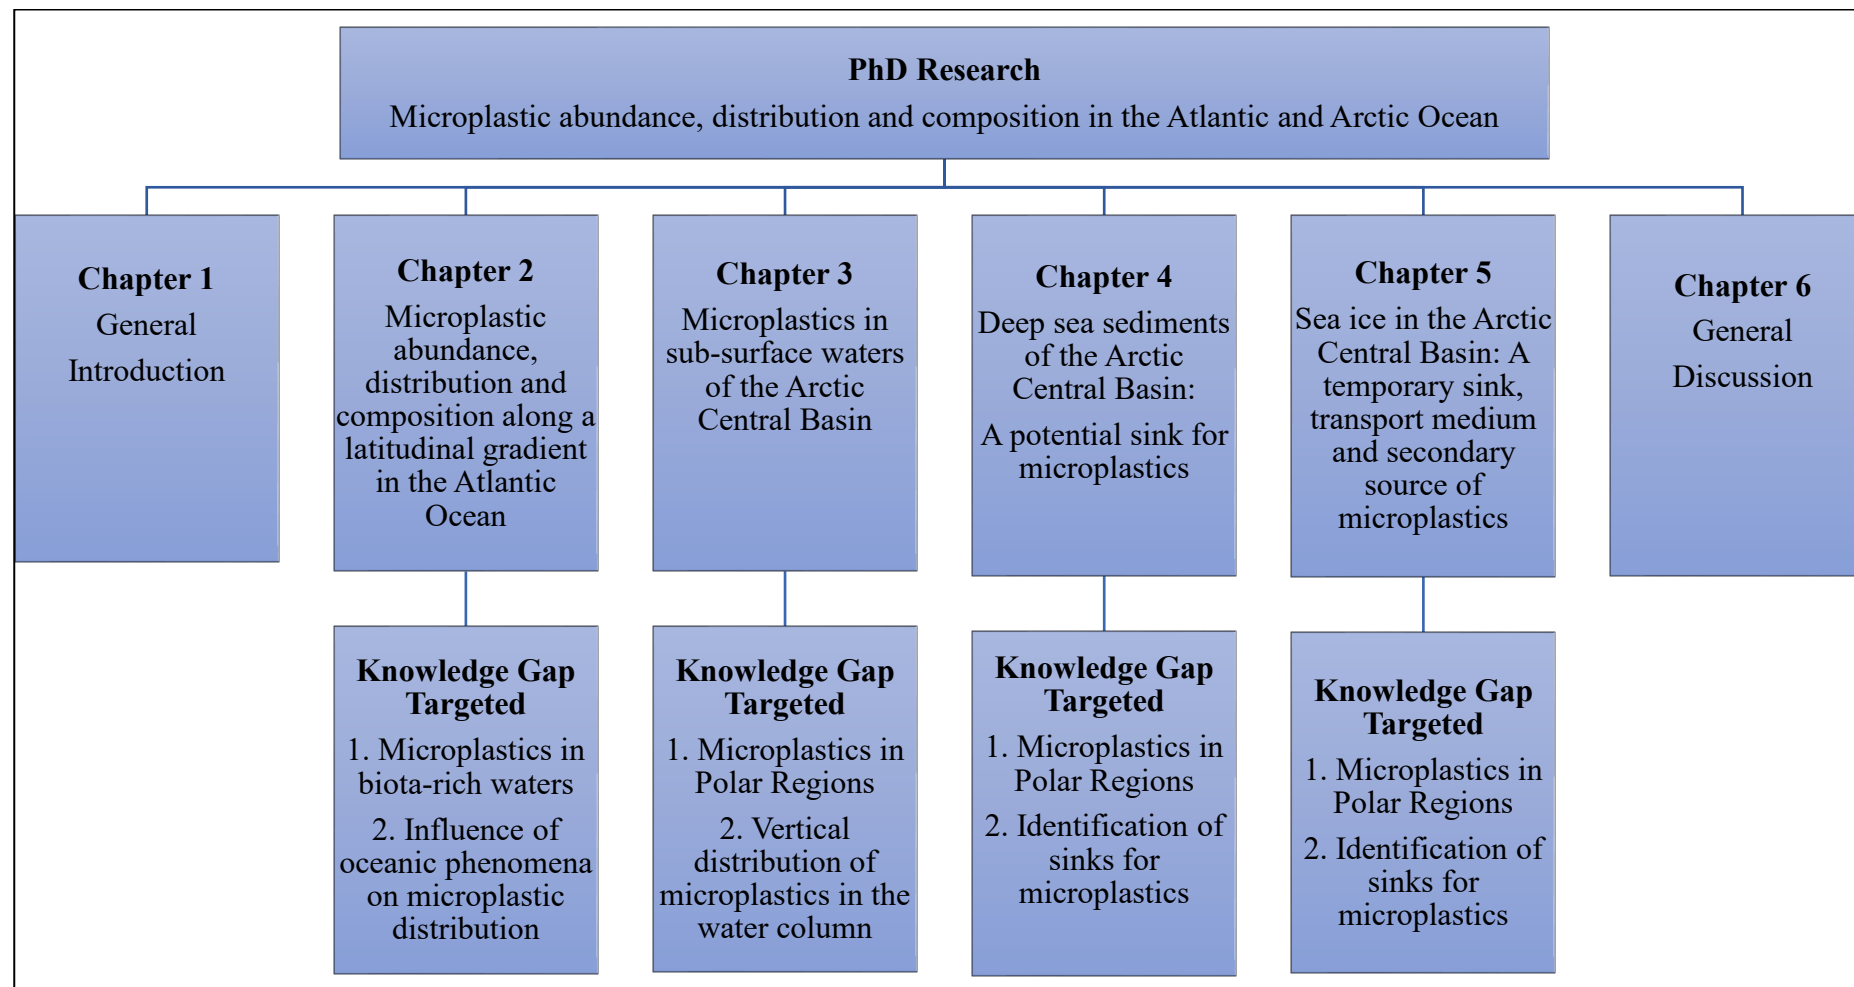 PhD Research
Microplastic abundance, distribution and composition in the Atlantic and Arctic Ocean
Chapter 1
General
Introduction
Chapter 2
Microplastic
abundance,
distribution and
composition along a
latitudinal gradient
in the Atlantic
Ocean
Chapter 3
Microplastics in
sub-surface waters
of the Arctic
Central Basin
Chapter 4
Deep sea sediments
of the Arctic
Central Basin:
A potential sink for
microplastics
Chapter 5
Sea ice in the Arctic
Central Basin: A
temporary sink,
transport medium
and secondary
source of
microplastics
Chapter 6
General
Discussion
Knowledge Gap
Targeted
1. Microplastics in
biota-rich waters
2. Influence of
oceanic phenomena
on microplastic
distribution
Knowledge Gap
Targeted
1. Microplastics in
Polar Regions
2. Vertical
distribution of
microplastics in the
water column
Knowledge Gap
Targeted
1. Microplastics in
Polar Regions
2. Identification of
sinks for
microplastics
Knowledge Gap
Targeted
1. Microplastics in
Polar Regions
2. Identification of
sinks for
microplastics